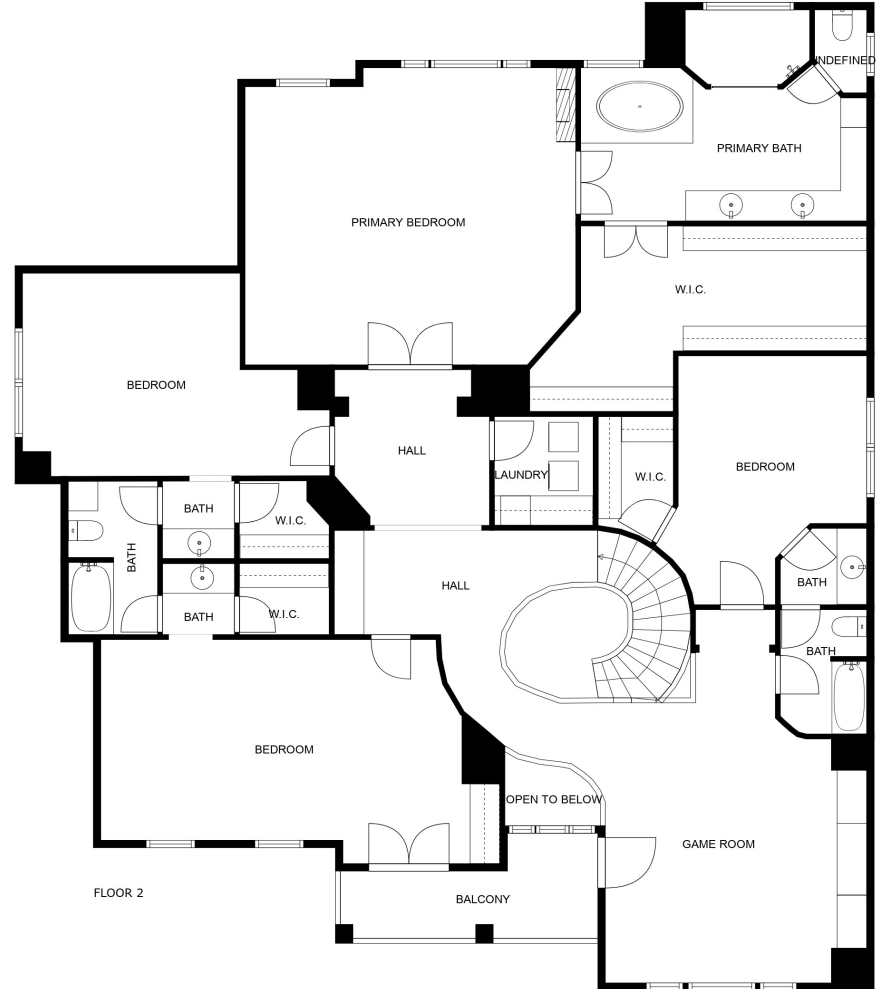 UNDEFINED
PRIMARY BATH
PRIMARY BEDROOM
W.I.C.
BEDROOM
HALL
BEDROOM
LAUNDRY
W.I.C.
BATH
W.I.C.
BATH
HALL
BATH
BATH
W.I.C.
BATH
BEDROOM
OPEN TO BELOW
GAME ROOM
FLOOR 2
BALCONY